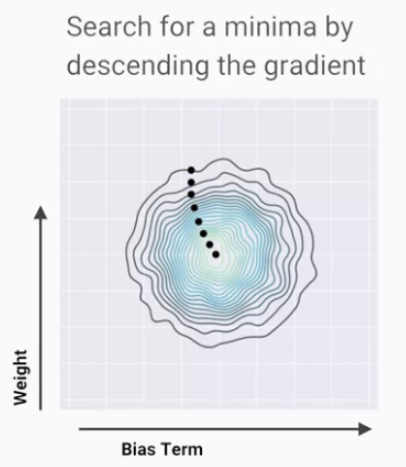 Search for a minima by
descending the gradient
Weight
Bias Term